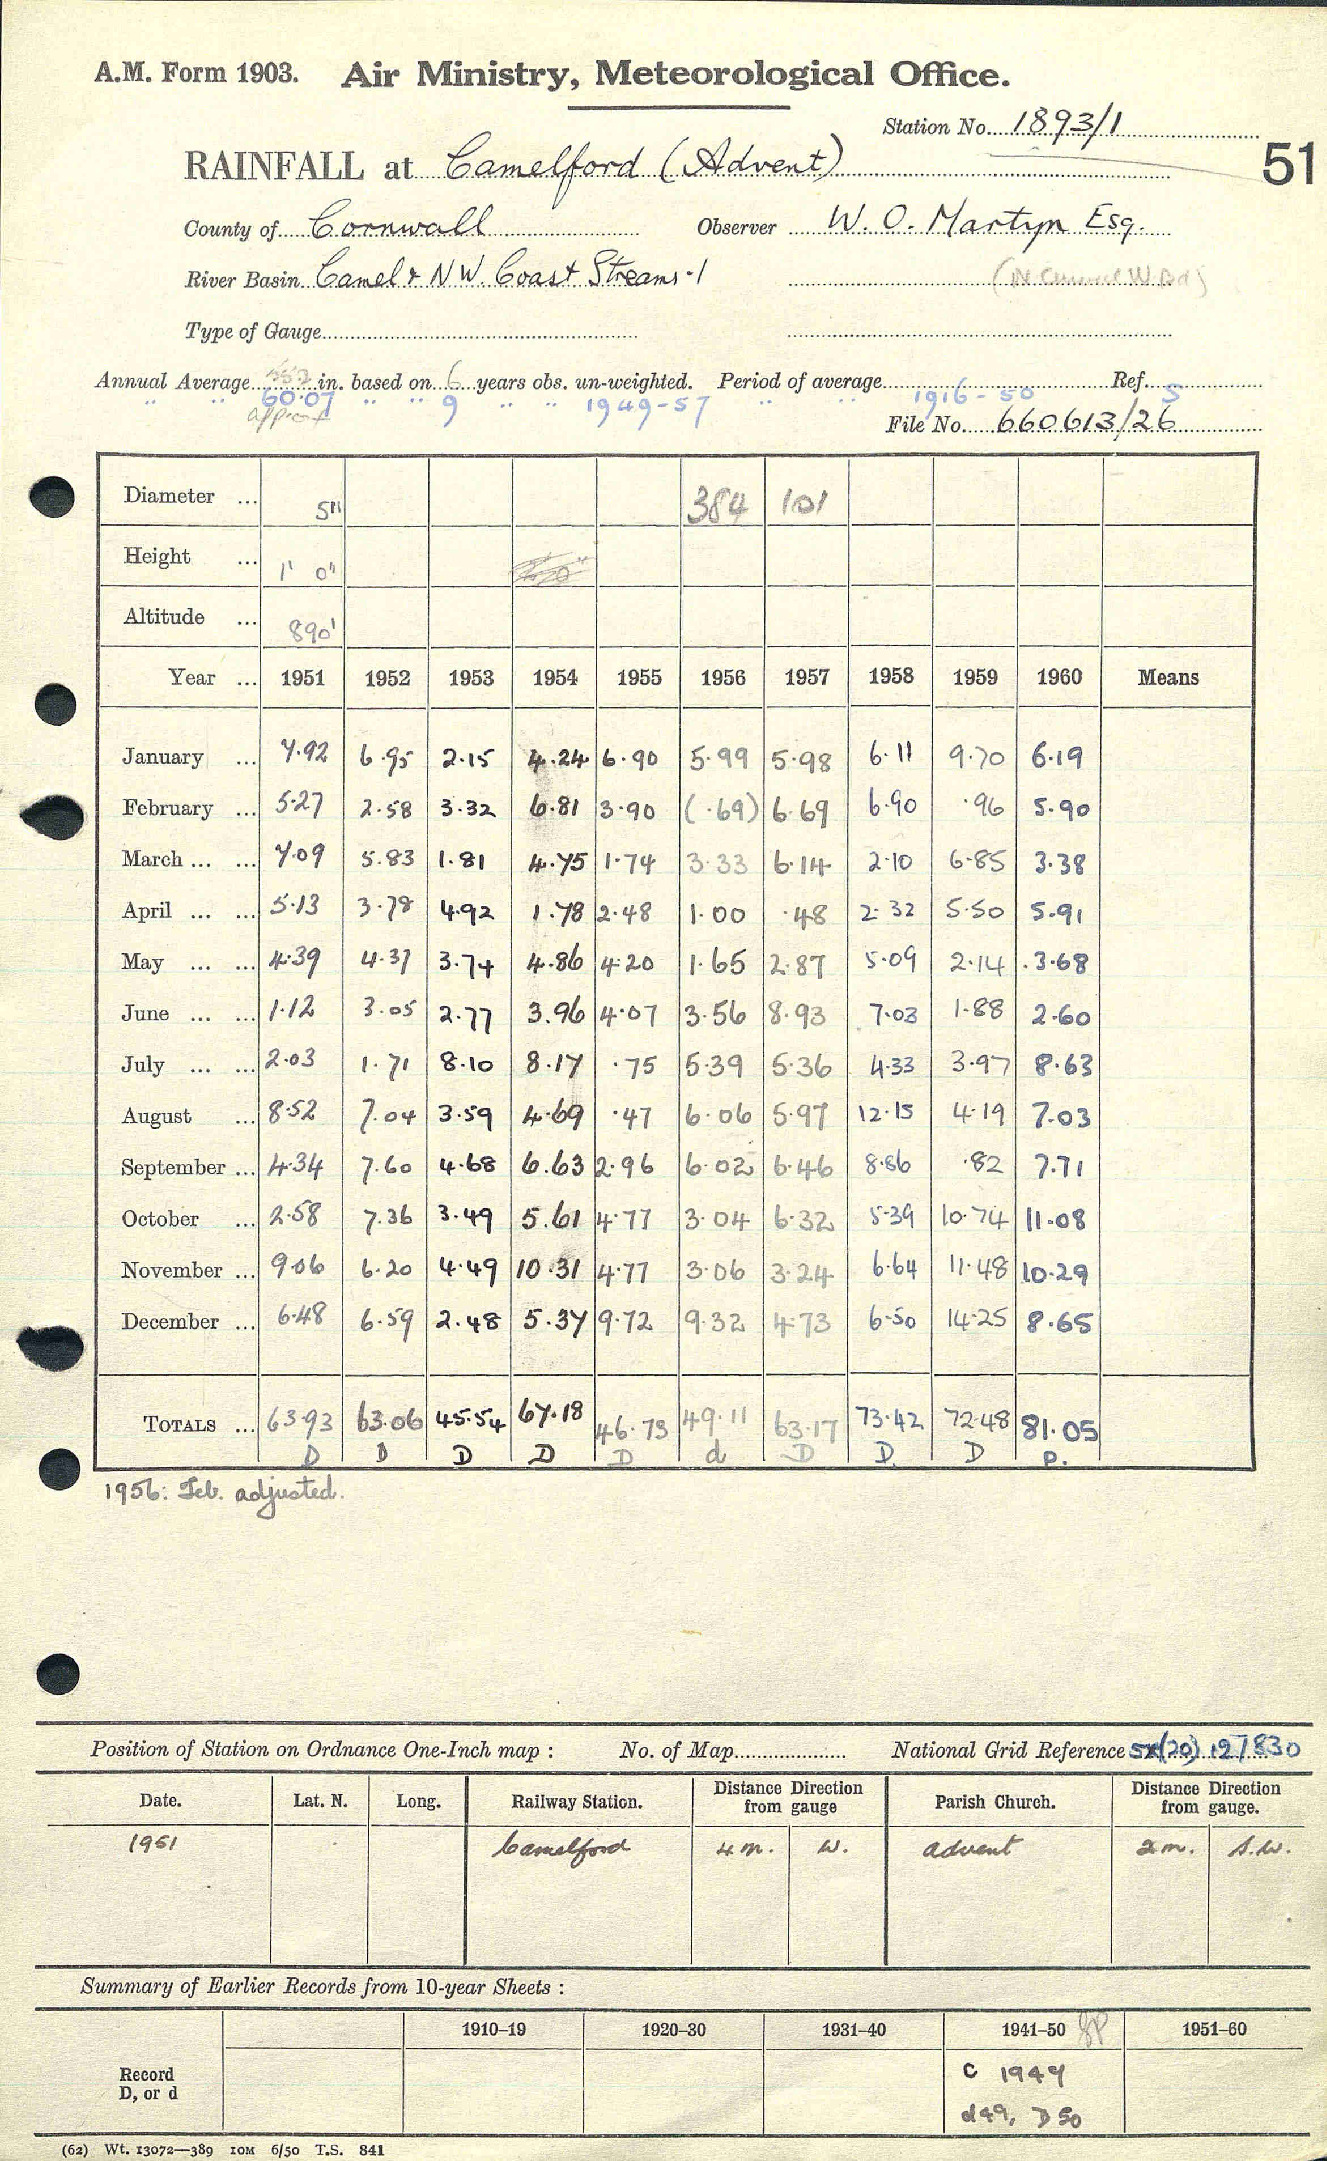 A.M. Form 1903. Air Ministry, Meteorological Office.
Station No. 1893/1
51
RAINFALL at Camelford (Advent)
County of Cornwall Observer W. O. Martyn Esq.
River Basin Camel & N W. Coast Streams-1
Type of Gauge
Annual Average in. based on 6 years obs. un-weighted. Period of average Ref.
" " 60.07 " " 9 " " 1949-57 " " 1916-50 S
approx
File No. 660613/26
Diameter ... 5" 384 101
Height ... 1' 0"
Altitude ... 890'
Year ... 1951 1952 1953 1954 1955 1956 1957 1958 1959 1960 Means
January ... 7.92 6.95 2.15 4.24 6.90 5.99 5.98 6.11 9.70 6.19
February ... 5.27 2.58 3.32 6.81 3.90 (.69) 6.69 6.90 .96 5.90
March ... ... 7.09 5.83 1.81 4.75 1.74 3.33 6.14 2.10 6.85 3.38
April ... ... 5.13 3.78 4.92 1.78 2.48 1.00 .48 2.32 5.50 5.91
May ... ... 4.39 4.37 3.74 4.86 4.20 1.65 2.87 5.09 2.14 3.68
June ... ... 1.12 3.05 2.77 3.96 4.07 3.56 8.93 7.03 1.88 2.60
July ... ... 2.03 1.71 8.10 8.17 .75 5.39 5.36 4.33 3.97 8.63
August ... 8.52 7.04 3.59 4.69 .47 6.06 5.97 12.15 4.19 7.03
September ... 4.34 7.60 4.68 6.63 2.96 6.02 6.46 8.86 .82 7.71
October ... 2.58 7.36 3.49 5.61 4.77 3.04 6.32 5.39 10.74 11.08
November ... 9.06 6.20 4.49 10.31 4.77 3.06 3.24 6.64 11.48 10.29
December ... 6.48 6.59 2.48 5.37 9.72 9.32 4.73 6.50 14.25 8.65
TOTALS ... 63.93 63.06 45.54 67.18 46.73 49.11 63.17 73.42 72.48 81.05
D D D D D d D D. D P.
1956: Feb. adjusted.
Position of Station on Ordnance One-Inch map : No. of Map National Grid Reference SX(20) 127830
Date. Lat. N. Long. Railway Station. Distance from gauge Direction Parish Church. Distance from gauge. Direction
1951 Camelford 4 m. W. Advent 2 m. S.W.
Summary of Earlier Records from 10-year Sheets :
1910–19 1920–30 1931–40 1941–50 1951–60
Record D, or d
C 1947
d 49, D 50
(62) Wt. 13072—389 10M 6/50 T.S. 841